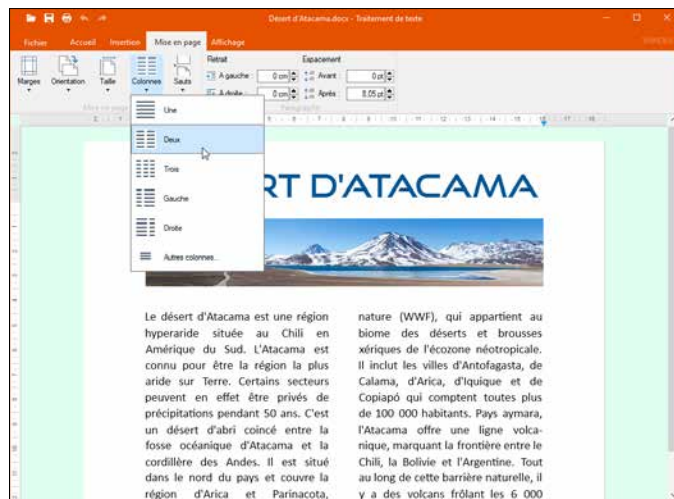 Désert d'Atacama.docx - Traitement de texte
Fichier Accueil Insertion Mise en page Affichage
Marges Orientation Taille Colonnes Sauts
Retrait Espacement
A gauche : 0 cm Avant : 0 pt
A droite : 0 cm Après : 8.05 pt
Mise en page Paragraphe
Une
Deux
Trois
Gauche
Droite
Autres colonnes...
RT D'ATACAMA
Le désert d'Atacama est une région
hyperaride située au Chili en
Amérique du Sud. L'Atacama est
connu pour être la région la plus
aride sur Terre. Certains secteurs
peuvent en effet être privés de
précipitations pendant 50 ans. C'est
un désert d'abri coincé entre la
fosse océanique d'Atacama et la
cordillère des Andes. Il est situé
dans le nord du pays et couvre la
région d'Arica et Parinacota,
nature (WWF), qui appartient au
biome des déserts et brousses
xériques de l'écozone néotropicale.
Il inclut les villes d'Antofagasta, de
Calama, d'Arica, d'Iquique et de
Copiapó qui comptent toutes plus
de 100 000 habitants. Pays aymara,
l'Atacama offre une ligne volca-
nique, marquant la frontière entre le
Chili, la Bolivie et l'Argentine. Tout
au long de cette barrière naturelle, il
y a des volcans frôlant les 6 000